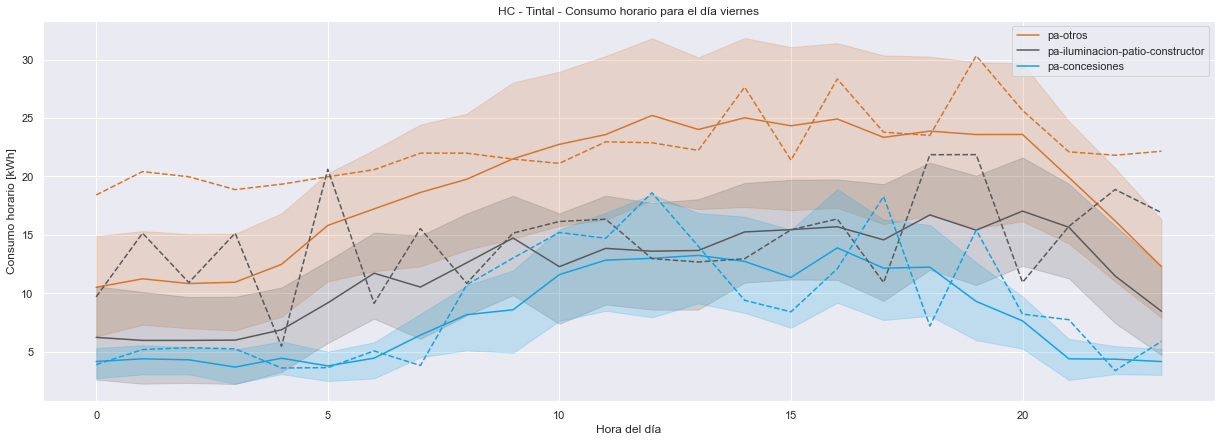 HC - Tintal - Consumo horario para el día viernes
pa-otros
pa-iluminacion-patio-constructor
pa-concesiones
Consumo horario [kWh]
30
25
20
15
10
5
0
5
10
15
20
Hora del día